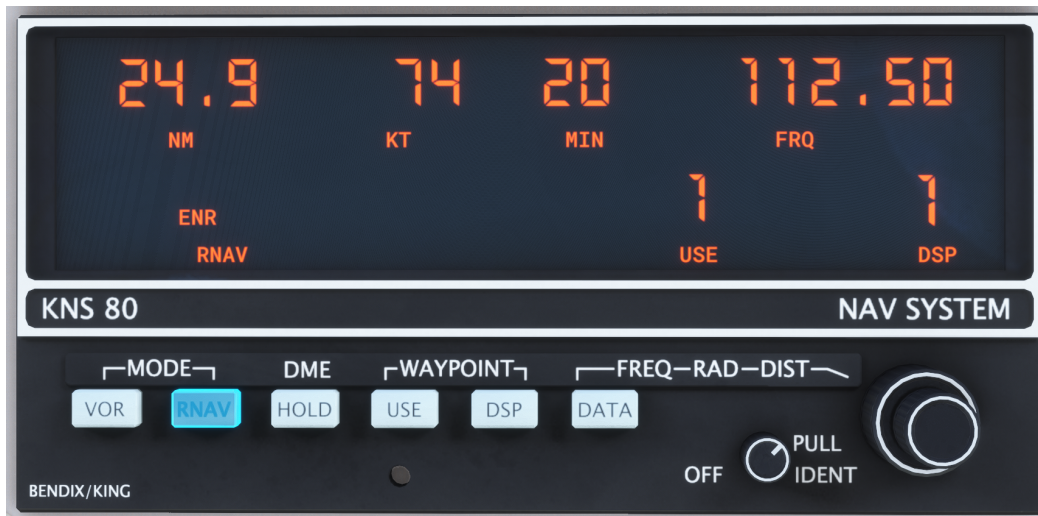 24.9 74 20 112.50
NM KT MIN FRQ
1 1
ENR
RNAV USE DSP
KNS 80 NAV SYSTEM
MODE DME WAYPOINT FREQ-RAD-DIST
VOR RNAV HOLD USE DSP DATA
PULL
OFF IDENT
BENDIX/KING